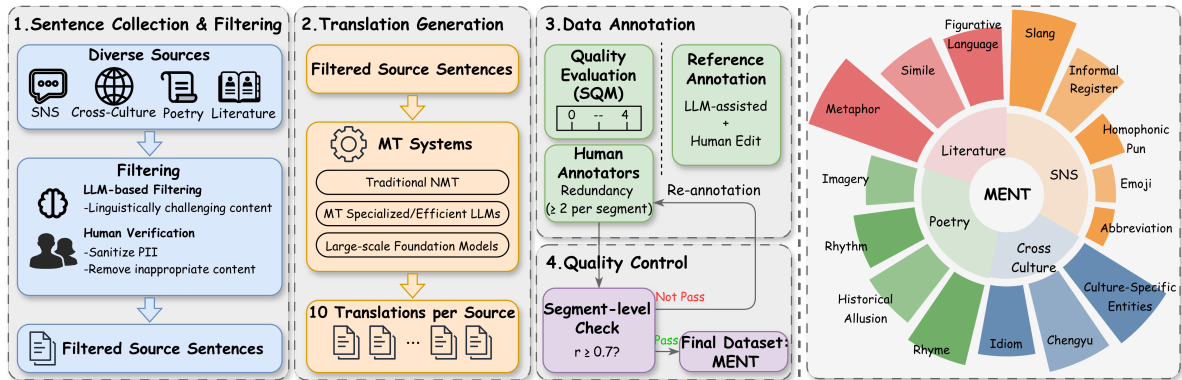 1.Sentence Collection & Filtering
Diverse Sources
SNS
Cross-Culture
Poetry
Literature
Filtering
LLM-based Filtering
-Linguistically challenging content
Human Verification
-Sanitize PII
-Remove inappropriate content
Filtered Source Sentences
2.Translation Generation
Filtered Source Sentences
MT Systems
Traditional NMT
MT Specialized/Efficient LLMs
Large-scale Foundation Models
10 Translations per Source
...
3.Data Annotation
Quality
Evaluation
(SQM)
0 -- 4
Human
Annotators
Redundancy
(≥ 2 per segment)
Reference
Annotation
LLM-assisted
+
Human Edit
Re-annotation
4.Quality Control
Segment-level
Check
r ≥ 0.7?
Not Pass
Pass
Final Dataset:
MENT
MENT
Literature
SNS
Poetry
Cross
Culture
Metaphor
Simile
Figurative
Language
Slang
Informal
Register
Homophonic
Pun
Emoji
Abbreviation
Culture-Specific
Entities
Chengyu
Idiom
Rhyme
Historical
Allusion
Rhythm
Imagery